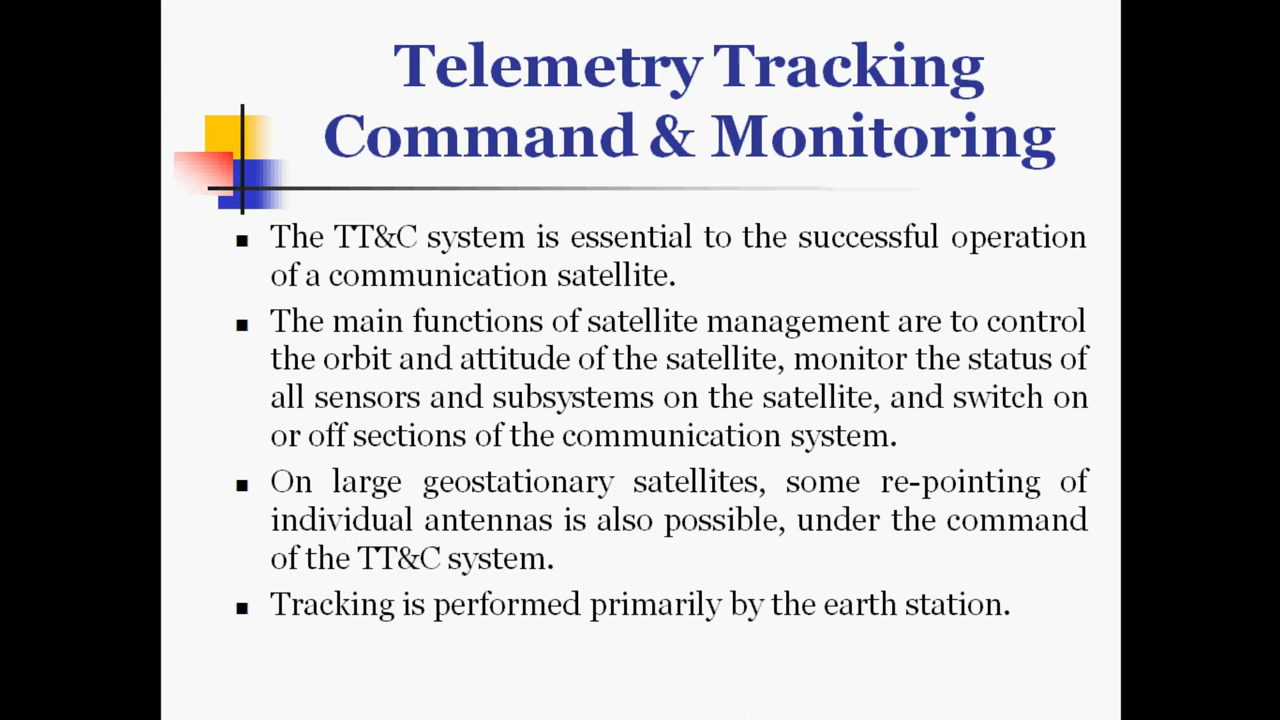 Telemetry Tracking
Command & Monitoring
▪ The TT&C system is essential to the successful operation
of a communication satellite.
▪ The main functions of satellite management are to control
the orbit and attitude of the satellite, monitor the status of
all sensors and subsystems on the satellite, and switch on
or off sections of the communication system.
▪ On large geostationary satellites, some re-pointing of
individual antennas is also possible, under the command
of the TT&C system.
▪ Tracking is performed primarily by the earth station.